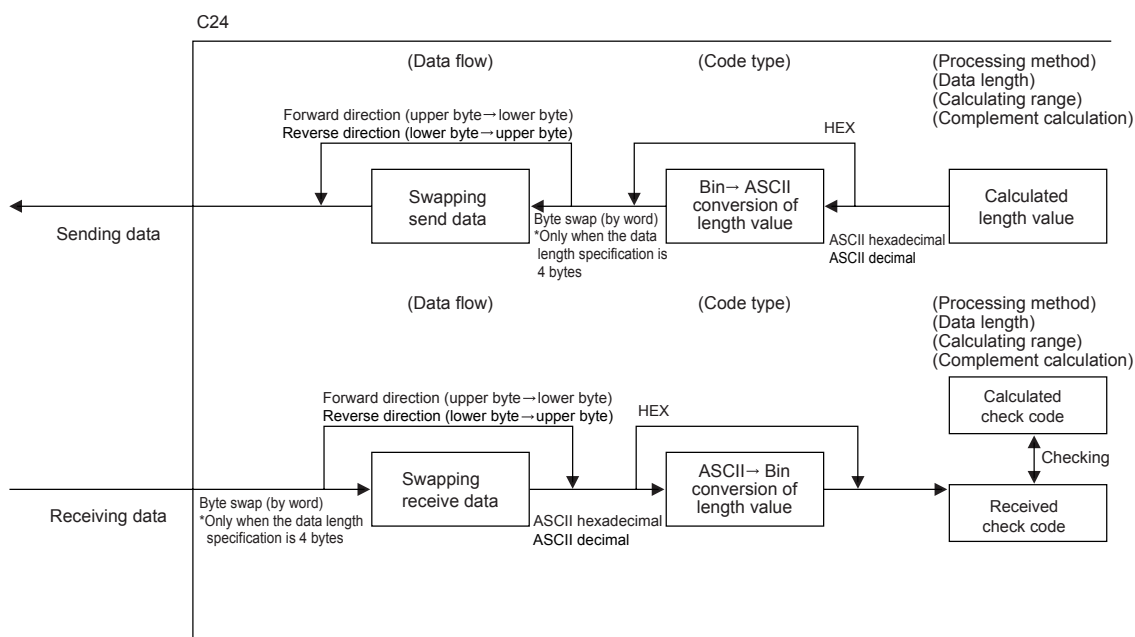 C24
(Data flow)
(Code type)
(Processing method)
(Data length)
(Calculating range)
(Complement calculation)
Forward direction (upper byte→lower byte)
Reverse direction (lower byte→upper byte)
HEX
Swapping
send data
Bin→ ASCII
conversion of
length value
Calculated
length value
Sending data
Byte swap (by word)
*Only when the data
length specification is
4 bytes
ASCII hexadecimal
ASCII decimal
(Data flow)
(Code type)
(Processing method)
(Data length)
(Calculating range)
(Complement calculation)
Forward direction (upper byte→lower byte)
Reverse direction (lower byte→upper byte)
HEX
Calculated
check code
Checking
Swapping
receive data
ASCII→ Bin
conversion of
length value
Received
check code
Receiving data
Byte swap (by word)
*Only when the data length
specification is 4 bytes
ASCII hexadecimal
ASCII decimal